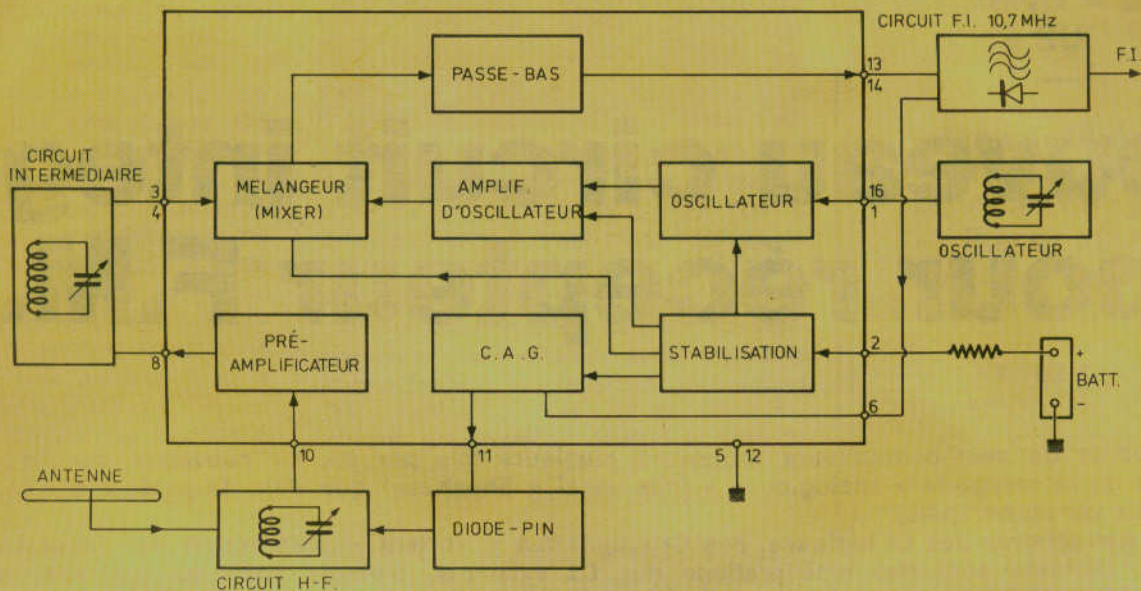 CIRCUIT F.I. 10,7 MHz
PASSE-BAS
13
14
F.I.
CIRCUIT
INTERMEDIAIRE
3
4
MELANGEUR
(MIXER)
AMPLIF.
D'OSCILLATEUR
OSCILLATEUR
16
1
OSCILLATEUR
8
PRÉ-
AMPLIFICATEUR
C.A.G.
STABILISATION
2
+
BATT.
-
6
10
11
5
12
ANTENNE
DIODE-PIN
CIRCUIT H-F.